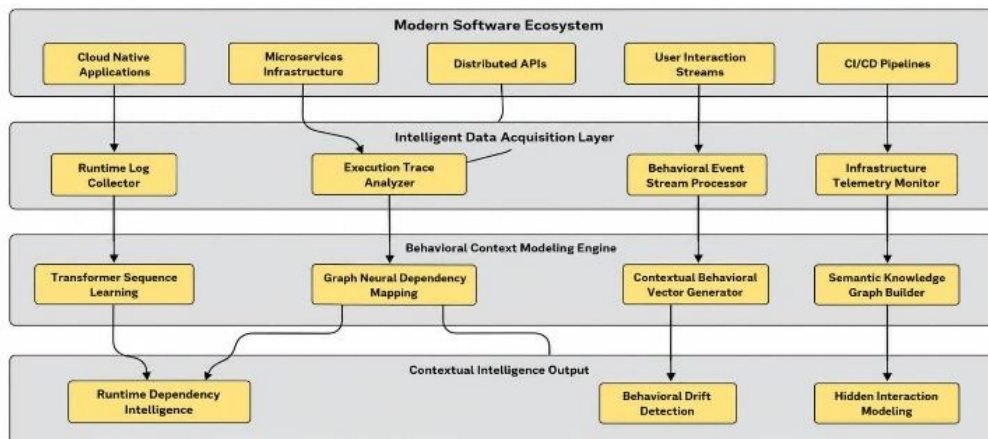 Modern Software Ecosystem
Cloud Native
Applications
Microservices
Infrastructure
Distributed APIs
User Interaction
Streams
CI/CD Pipelines
Intelligent Data Acquisition Layer
Runtime Log
Collector
Execution Trace
Analyzer
Behavioral Event
Stream Processor
Infrastructure
Telemetry Monitor
Behavioral Context Modeling Engine
Transformer Sequence
Learning
Graph Neural Dependency
Mapping
Contextual Behavioral
Vector Generator
Semantic Knowledge
Graph Builder
Contextual Intelligence Output
Runtime Dependency
Intelligence
Behavioral Drift
Detection
Hidden Interaction
Modeling